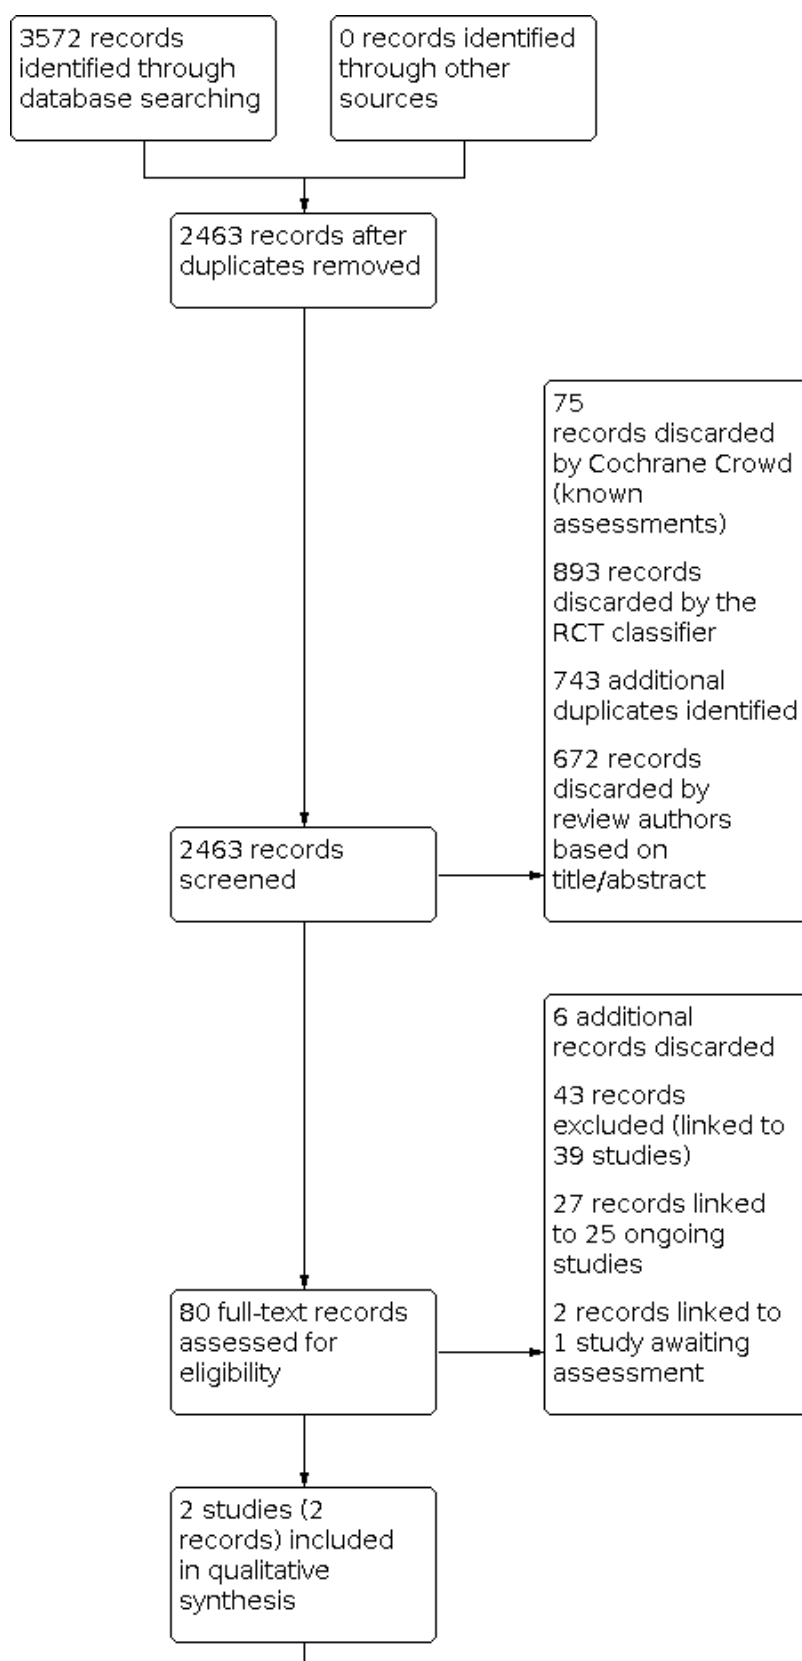 3572 records
identified through
database searching
0 records identified
through other
sources
2463 records after
duplicates removed
75
records discarded
by Cochrane Crowd
(known
assessments)
893 records
discarded by the
RCT classifier
743 additional
duplicates identified
672 records
discarded by
review authors
based on
title/abstract
2463 records
screened
6 additional
records discarded
43 records
excluded (linked to
39 studies)
27 records linked
to 25 ongoing
studies
2 records linked to
1 study awaiting
assessment
80 full-text records
assessed for
eligibility
2 studies (2
records) included
in qualitative
synthesis